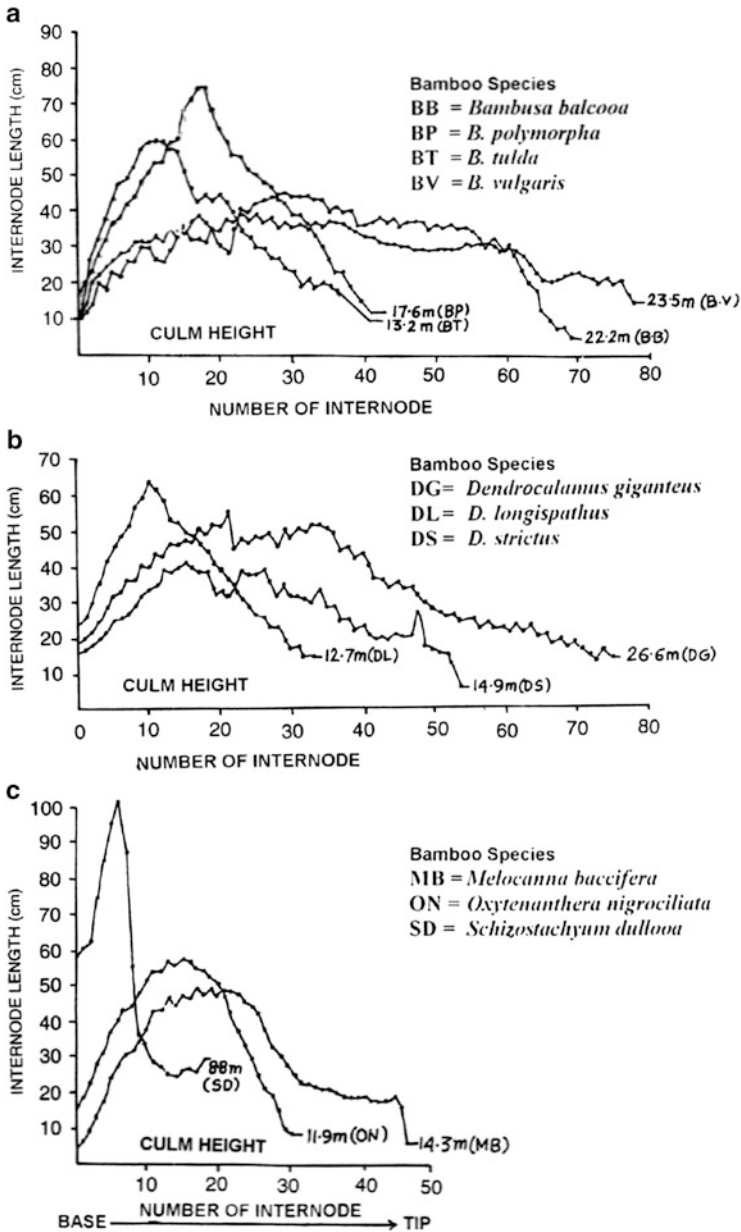 a
INTERNODE LENGTH (cm)
90
80
70
60
50
40
30
20
10
Bamboo Species
BB = Bambusa balcooa
BP = B. polymorpha
BT = B. tulda
BV = B. vulgaris
17.6m (BP)
13.2m (BT)
23.5m (B.V)
22.2m (B.B)
CULM HEIGHT
10 20 30 40 50 60 70 80
NUMBER OF INTERNODE
b
INTERNODE LENGTH (cm)
70
60
50
40
30
20
10
Bamboo Species
DG= Dendrocalamus giganteus
DL = D. longispathus
DS = D. strictus
12.7m(DL)
14.9m(DS)
26.6m(DG)
CULM HEIGHT
0 10 20 30 40 50 60 70 80
NUMBER OF INTERNODE
c
INTERNODE LENGTH (cm)
100
90
80
70
60
50
40
30
20
10
Bamboo Species
MB = Melocanna baccifera
ON = Oxytenanthera nigrociliata
SD = Schizostachyum dullooa
88m
(SD)
11.9m(ON)
14.3m(MB)
CULM HEIGHT
10 20 30 40 50
NUMBER OF INTERNODE
BASE TIP